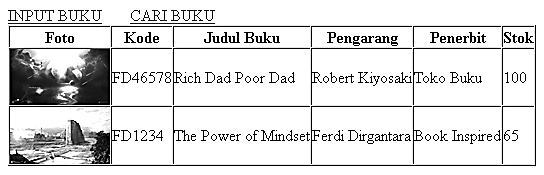 INPUT BUKU CARI BUKU
Foto Kode Judul Buku Pengarang Penerbit Stok
FD46578 Rich Dad Poor Dad Robert Kiyosaki Toko Buku 100
FD1234 The Power of Mindset Ferdi Dirgantara Book Inspired 65